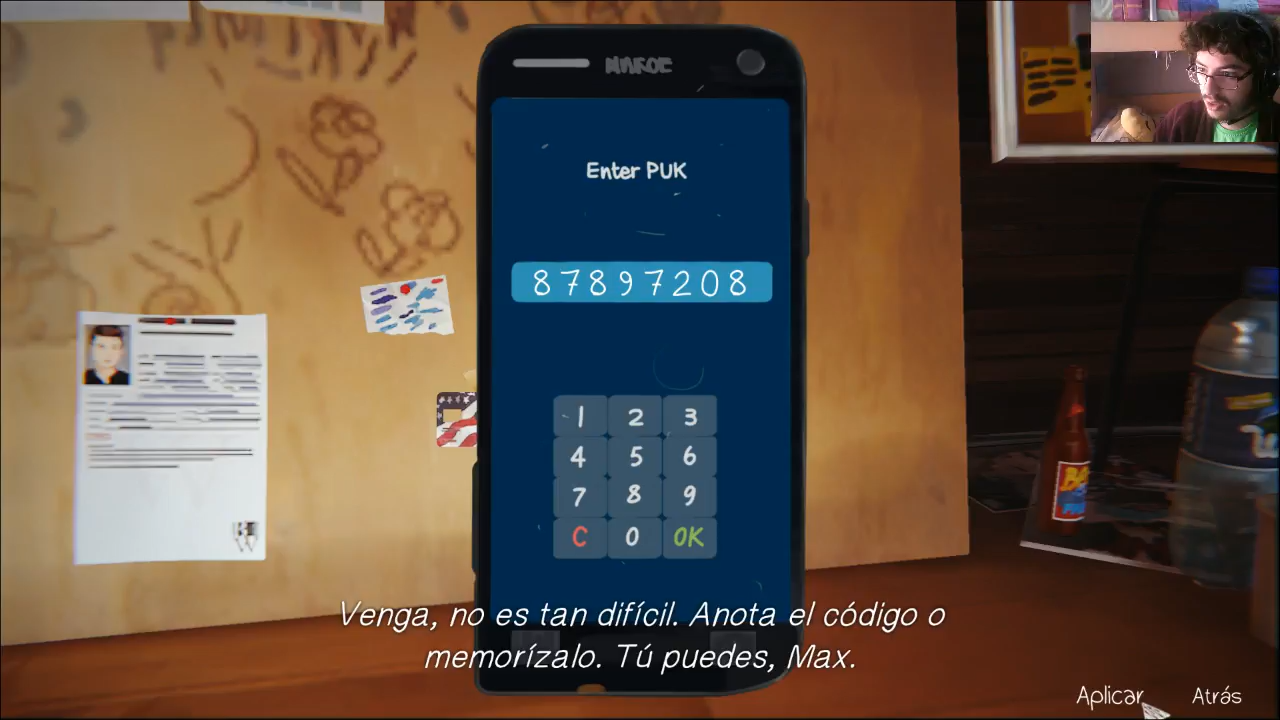 Enter PUK
87897208
1 2 3
4 5 6
7 8 9
C 0 OK
Venga, no es tan difícil. Anota el código o
memorízalo. Tú puedes, Max.
Aplicar Atrás